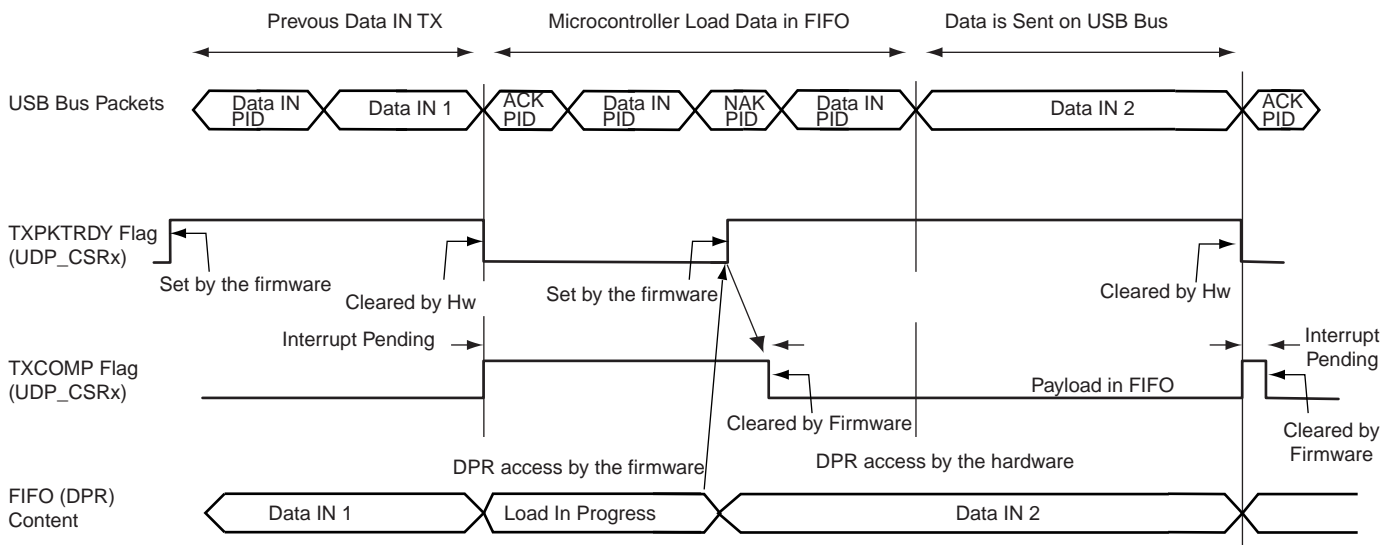 Prevous Data IN TX
Microcontroller Load Data in FIFO
Data is Sent on USB Bus
USB Bus Packets
Data IN
PID
Data IN 1
ACK
PID
Data IN
PID
NAK
PID
Data IN
PID
Data IN 2
ACK
PID
TXPKTRDY Flag
(UDP_CSRx)
Set by the firmware
Cleared by Hw
Set by the firmware
Cleared by Hw
Interrupt Pending
Interrupt
Pending
TXCOMP Flag
(UDP_CSRx)
Payload in FIFO
Cleared by Firmware
Cleared by
Firmware
DPR access by the firmware
DPR access by the hardware
FIFO (DPR)
Content
Data IN 1
Load In Progress
Data IN 2